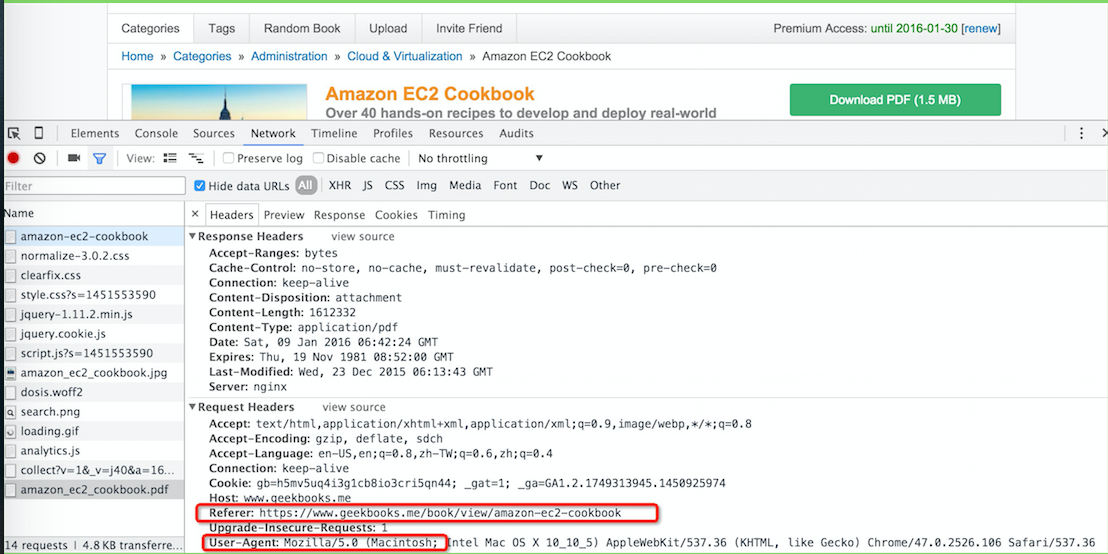 Categories Tags Random Book Upload Invite Friend Premium Access: until 2016-01-30 [renew]
Home » Categories » Administration » Cloud & Virtualization » Amazon EC2 Cookbook
Amazon EC2 Cookbook
Over 40 hands-on recipes to develop and deploy real-world
Download PDF (1.5 MB)
Elements Console Sources Network Timeline Profiles Resources Audits
View: Preserve log Disable cache No throttling
Filter Hide data URLs All XHR JS CSS Img Media Font Doc WS Other
Name
amazon-ec2-cookbook
normalize-3.0.2.css
clearfix.css
style.css?s=1451553590
jquery-1.11.2.min.js
jquery.cookie.js
script.js?s=1451553590
amazon_ec2_cookbook.jpg
dosis.woff2
search.png
loading.gif
analytics.js
collect?v=1&_v=j40&a=16...
amazon_ec2_cookbook.pdf
14 requests | 4.8 KB transferre...
× Headers Preview Response Cookies Timing
Response Headers view source
Accept-Ranges: bytes
Cache-Control: no-store, no-cache, must-revalidate, post-check=0, pre-check=0
Connection: keep-alive
Content-Disposition: attachment
Content-Length: 1612332
Content-Type: application/pdf
Date: Sat, 09 Jan 2016 06:42:24 GMT
Expires: Thu, 19 Nov 1981 08:52:00 GMT
Last-Modified: Wed, 23 Dec 2015 06:13:43 GMT
Server: nginx
Request Headers view source
Accept: text/html,application/xhtml+xml,application/xml;q=0.9,image/webp,*/*;q=0.8
Accept-Encoding: gzip, deflate, sdch
Accept-Language: en-US,en;q=0.8,zh-TW;q=0.6,zh;q=0.4
Connection: keep-alive
Cookie: gb=h5mv5uq4i3g1cb8io3cri5qn44; _gat=1; _ga=GA1.2.1749313945.1450925974
Host: www.geekbooks.me
Referer: https://www.geekbooks.me/book/view/amazon-ec2-cookbook
Upgrade-Insecure-Requests: 1
User-Agent: Mozilla/5.0 (Macintosh; Intel Mac OS X 10_10_5) AppleWebKit/537.36 (KHTML, like Gecko) Chrome/47.0.2526.106 Safari/537.36